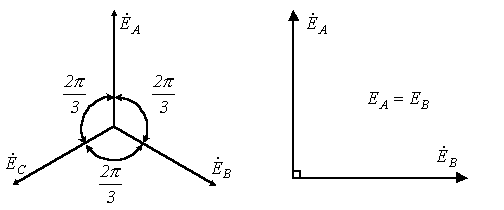 Ė_A
Ė_A
2π/3
2π/3
E_A = E_B
Ė_C
2π/3
Ė_B
Ė_B